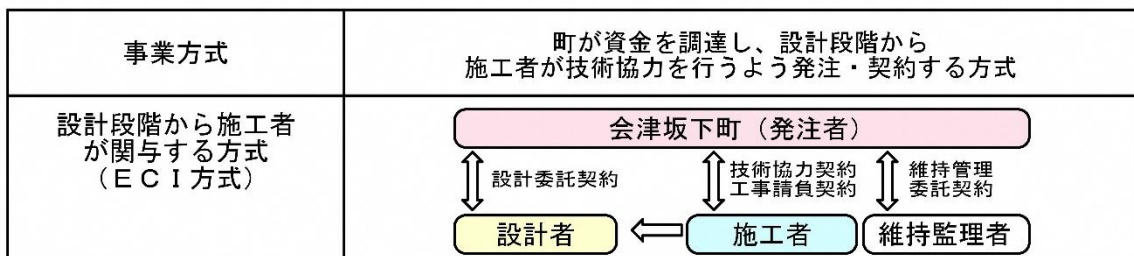 事業方式
町が資金を調達し、設計段階から
施工者が技術協力を行うよう発注・契約する方式
設計段階から施工者
が関与する方式
（ＥＣＩ方式）
会津坂下町（発注者）
設計委託契約
技術協力契約
工事請負契約
維持管理
委託契約
設計者
施工者
維持監理者